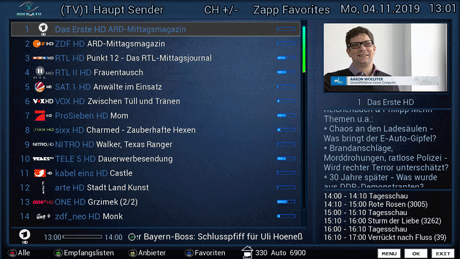 (TV)1 Haupt Sender CH +/- Zapp Favorites Mo, 04.11.2019 13:01
1 Das Erste HD ARD-Mittagsmagazin
2 ZDF HD ARD-Mittagsmagazin
3 RTL HD Punkt 12 - Das RTL-Mittagsjournal
4 RTL II HD Frauentausch
5 SAT.1 HD Anwälte im Einsatz
6 VOX HD Zwischen Tüll und Tränen
7 ProSieben HD Mom
8 sixx HD Charmed - Zauberhafte Hexen
9 NITRO HD Walker, Texas Ranger
10 TELE 5 HD Dauerwerbesendung
11 kabel eins HD Castle
12 arte HD Stadt Land Kunst
13 ONE HD Grzimek (2/2)
14 zdf_neo HD Monk
AARON WOELFFER
1 Das Erste HD
Themen u.a.:
• Chaos an den Ladesäulen -
Was bringt der E-Auto-Gipfel?
• Brandanschläge,
Morddrohungen, ratlose Polizei -
Wird rechter Terror unterschätzt?
• 30 Jahre später - Was wurde
aus DDR-Demonstranten?
14:00 - 14:10 Tagesschau
14:10 - 15:00 Rote Rosen (3005)
15:00 - 15:10 Tagesschau
15:10 - 16:00 Sturm der Liebe (3262)
16:00 - 16:10 Tagesschau
16:10 - 17:00 Verrückt nach Fluss (39)
13:00 14:00 er Bayern-Boss: Schlusspfiff für Uli Hoeneß
Alle Empfangslisten Anbieter Favoriten 330 Auto 6900 MENU OK EXIT